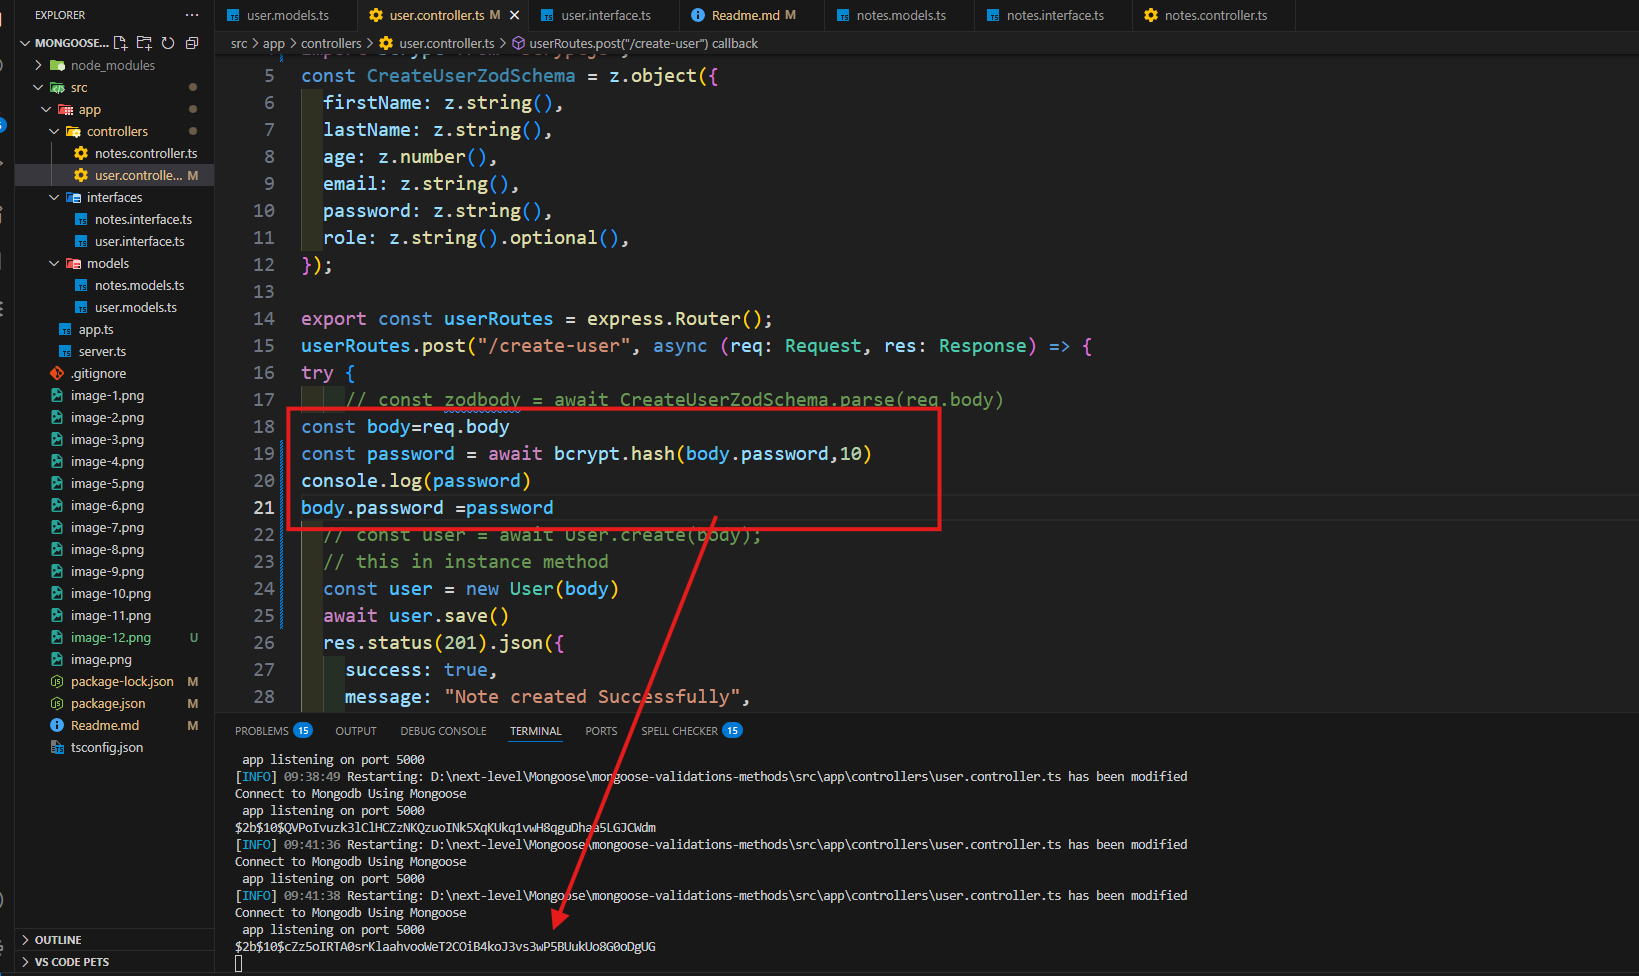 EXPLORER ···
MONGOOSE...
node_modules
src
app
controllers
notes.controller.ts
user.controlle... M
interfaces
notes.interface.ts
user.interface.ts
models
notes.models.ts
user.models.ts
app.ts
server.ts
.gitignore
image-1.png
image-2.png
image-3.png
image-4.png
image-5.png
image-6.png
image-7.png
image-8.png
image-9.png
image-10.png
image-11.png
image-12.png U
image.png
package-lock.json M
package.json M
Readme.md M
tsconfig.json
OUTLINE
VS CODE PETS
user.models.ts
user.controller.ts M
user.interface.ts
Readme.md M
notes.models.ts
notes.interface.ts
notes.controller.ts
src > app > controllers > user.controller.ts > userRoutes.post("/create-user") callback
5 const CreateUserZodSchema = z.object({
6 firstName: z.string(),
7 lastName: z.string(),
8 age: z.number(),
9 email: z.string(),
10 password: z.string(),
11 role: z.string().optional(),
12 });
13
14 export const userRoutes = express.Router();
15 userRoutes.post("/create-user", async (req: Request, res: Response) => {
16 try {
17 // const zodbody = await CreateUserZodSchema.parse(req.body)
18 const body=req.body
19 const password = await bcrypt.hash(body.password,10)
20 console.log(password)
21 body.password =password
22 // const user = await User.create(body);
23 // this in instance method
24 const user = new User(body)
25 await user.save()
26 res.status(201).json({
27 success: true,
28 message: "Note created Successfully",
PROBLEMS 15 OUTPUT DEBUG CONSOLE TERMINAL PORTS SPELL CHECKER 15
app listening on port 5000
[INFO] 09:38:49 Restarting: D:\next-level\Mongoose\mongoose-validations-methods\src\app\controllers\user.controller.ts has been modified
Connect to Mongodb Using Mongoose
app listening on port 5000
$2b$10$QVPoIvuzk3lClHCZzNKQzuoINk5XqKUkq1vwH8qguDhaa5LGJCWdm
[INFO] 09:41:36 Restarting: D:\next-level\Mongoose\mongoose-validations-methods\src\app\controllers\user.controller.ts has been modified
Connect to Mongodb Using Mongoose
app listening on port 5000
[INFO] 09:41:38 Restarting: D:\next-level\Mongoose\mongoose-validations-methods\src\app\controllers\user.controller.ts has been modified
Connect to Mongodb Using Mongoose
app listening on port 5000
$2b$10$cZz5oIRTA0srKlaahvooWeT2COiB4koJ3vs3wP5BUukUo8G0oDgUG